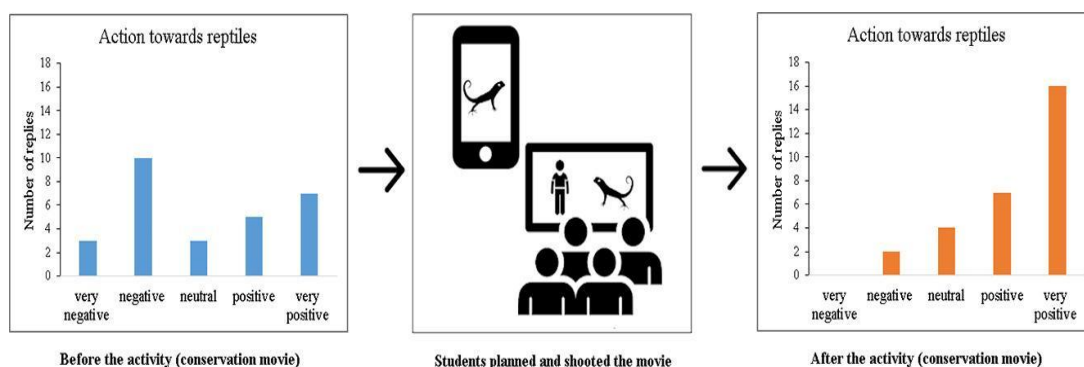 Action towards reptiles
Number of replies
18
16
14
12
10
8
6
4
2
0
very negative
negative
neutral
positive
very positive
Before the activity (conservation movie)
Students planned and shooted the movie
Action towards reptiles
Number of replies
18
16
14
12
10
8
6
4
2
0
very negative
negative
neutral
positive
very positive
After the activity (conservation movie)